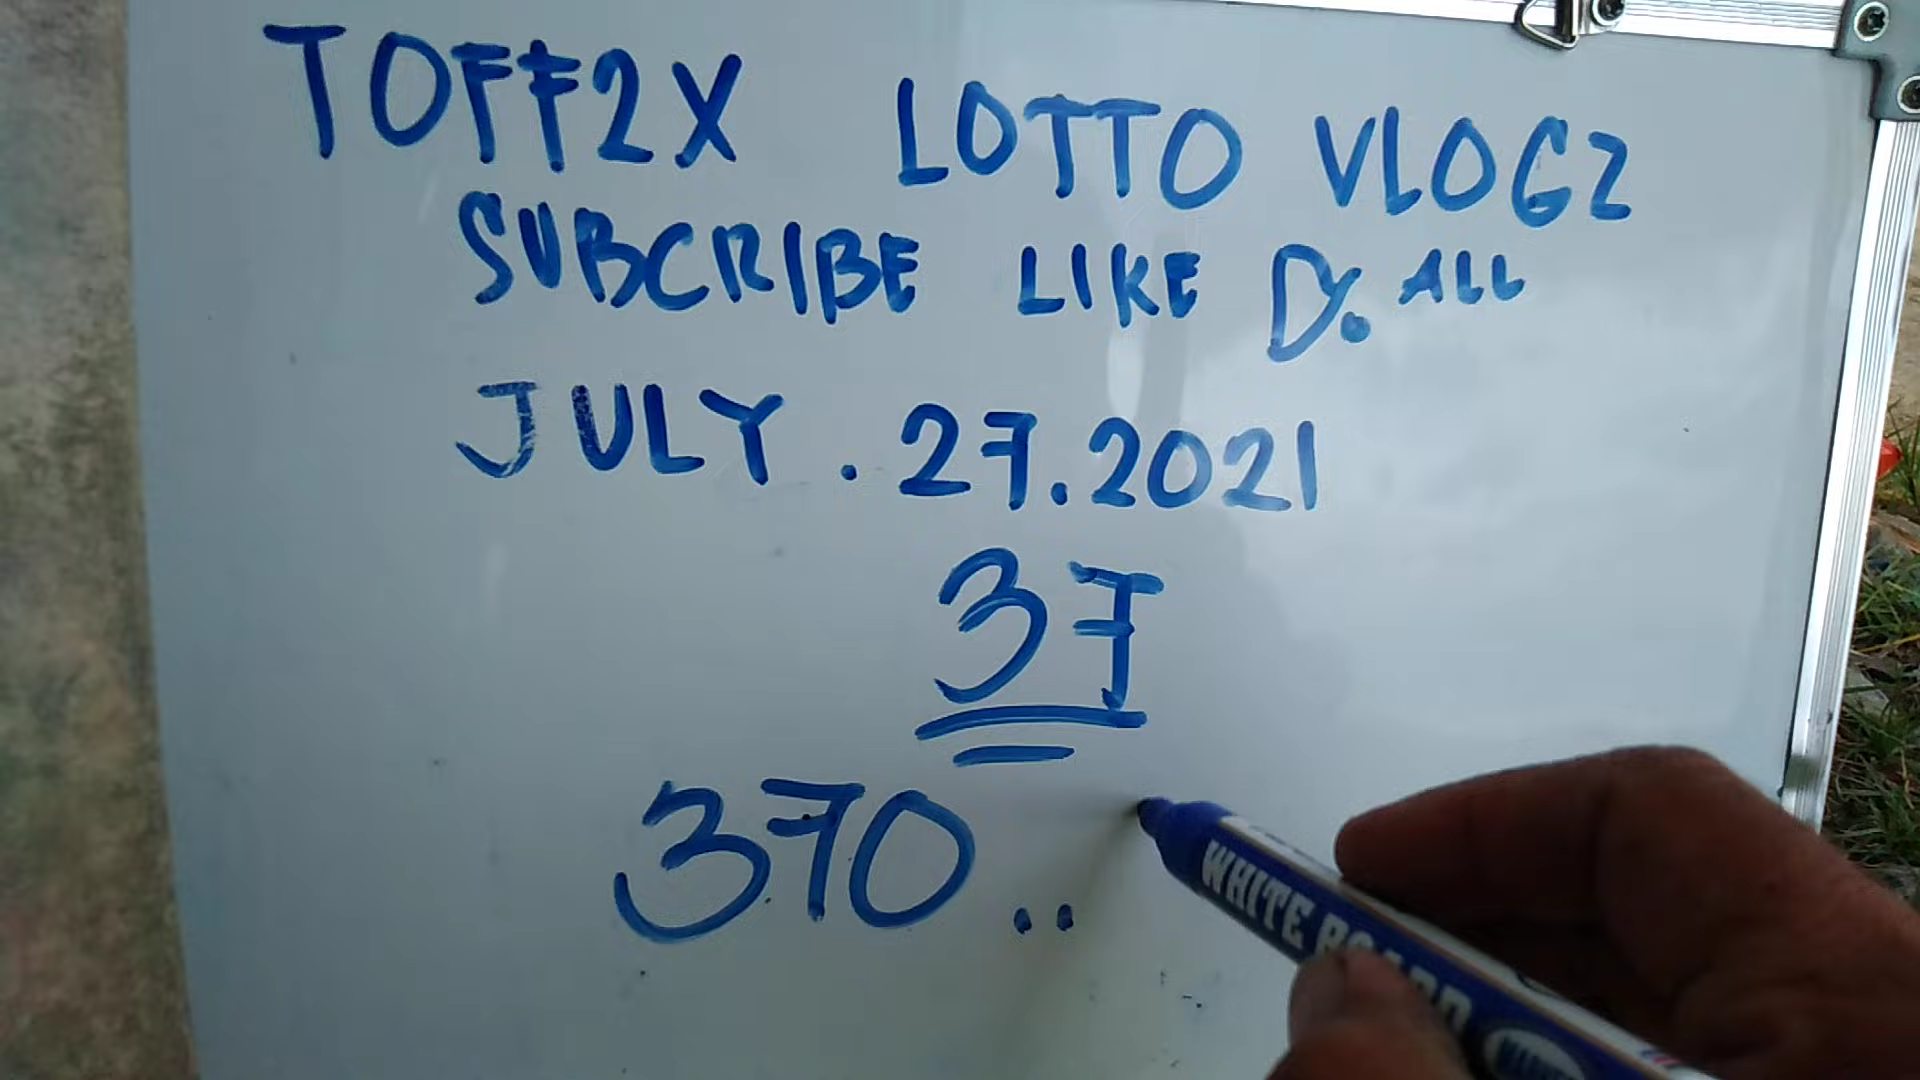 TOFF2X LOTTO VLOGZ
SUBCRIBE LIKE ALL
JULY . 27.2021
37
370 ..
WHITE BOARD